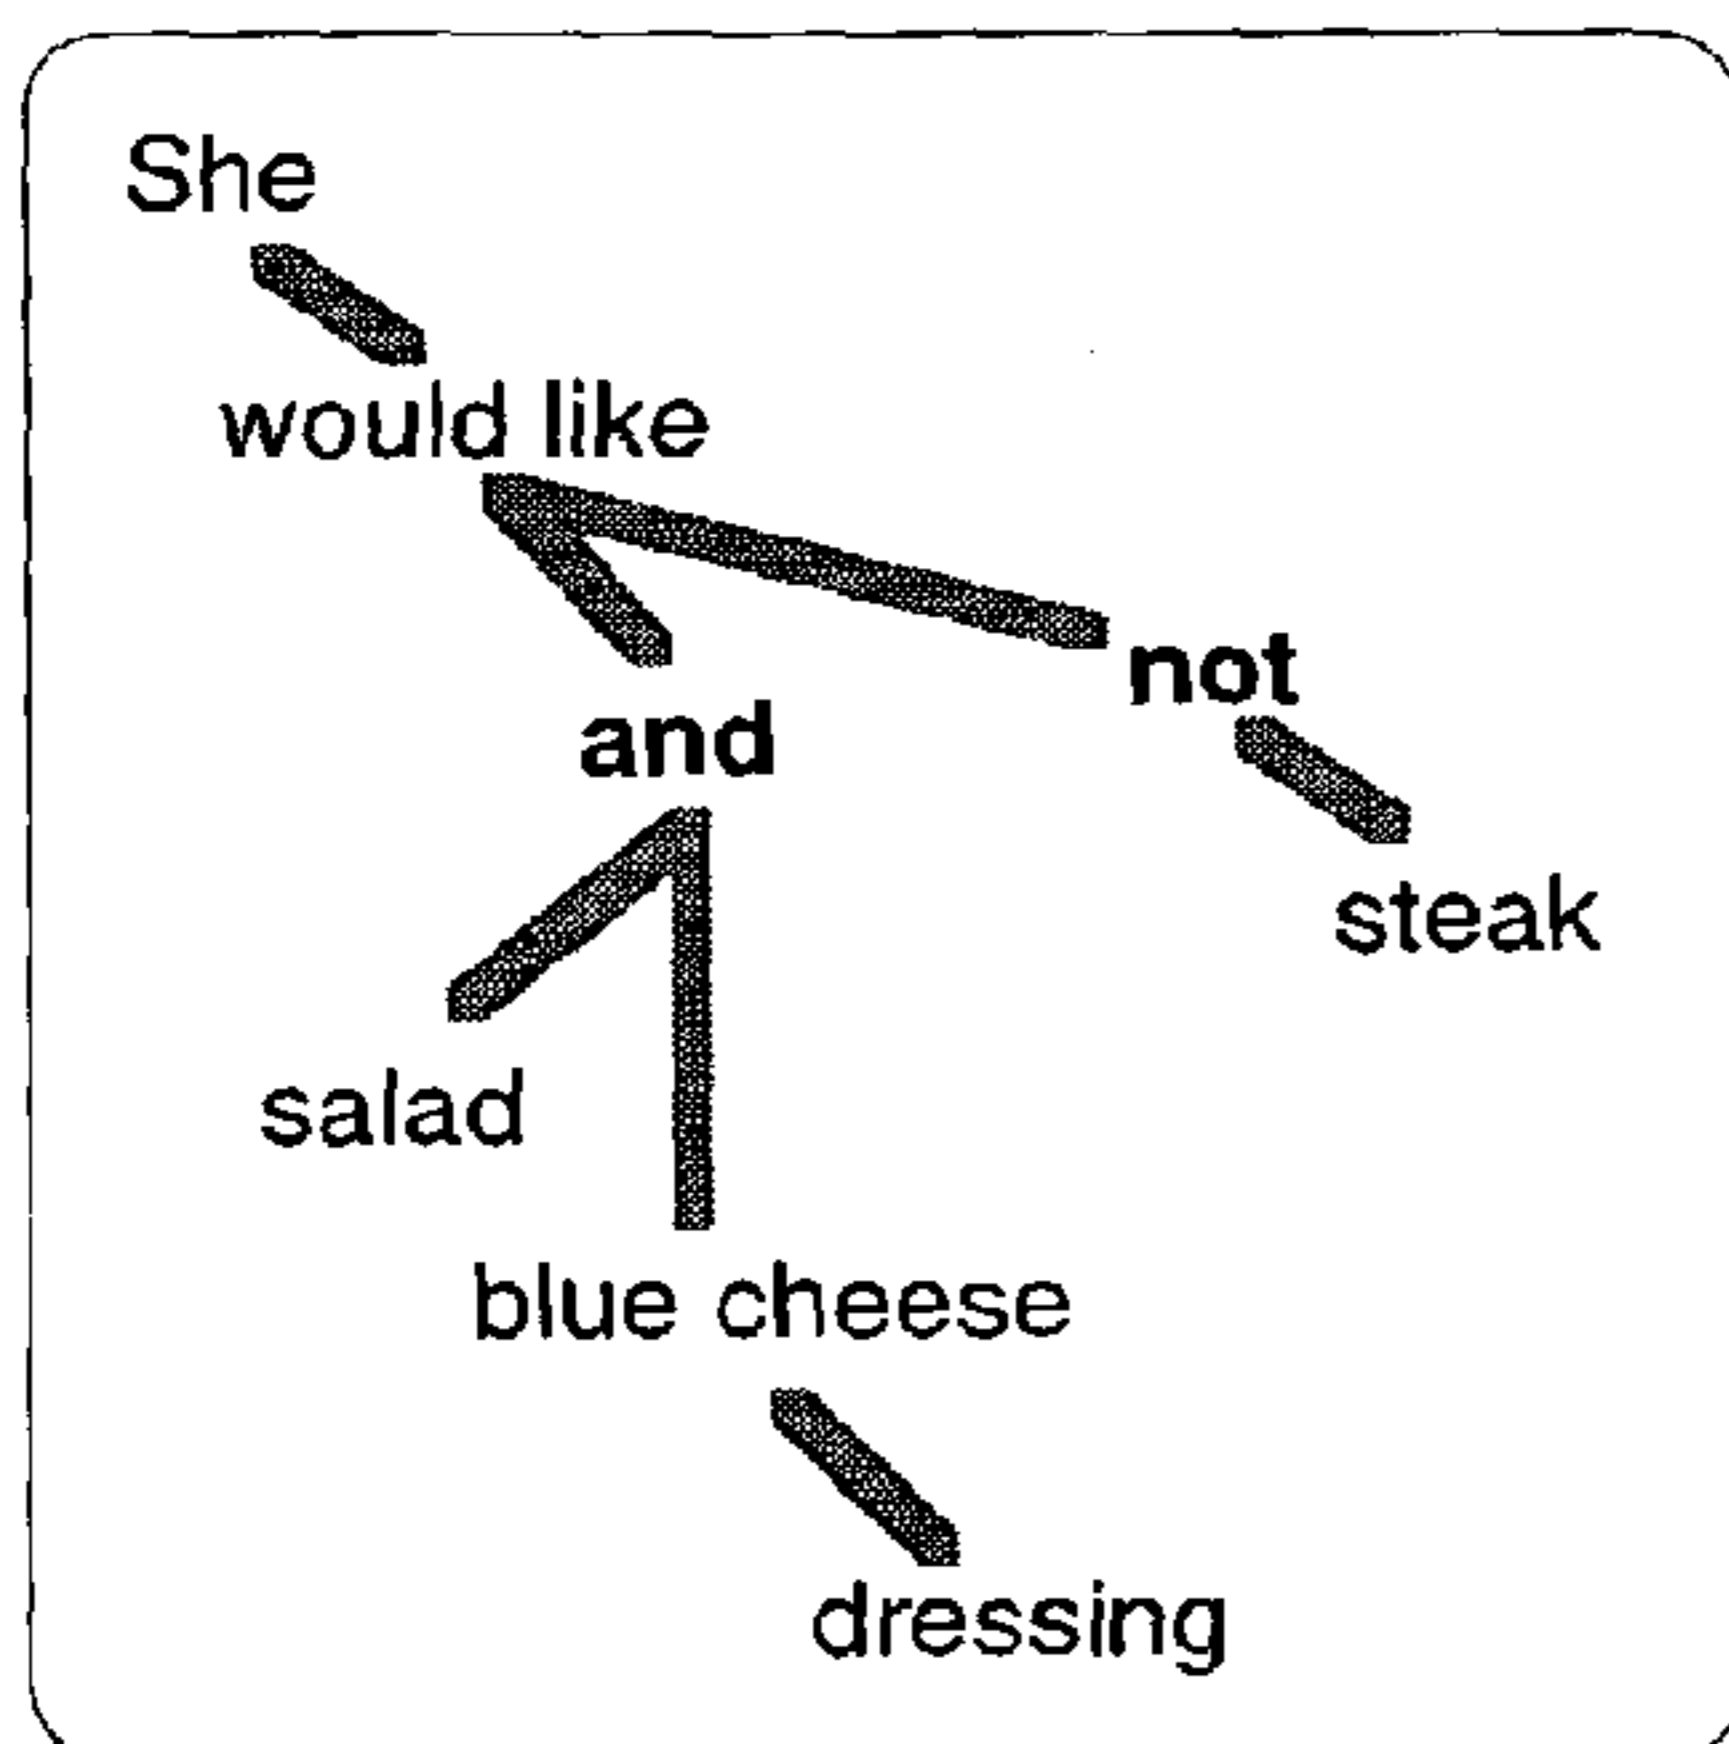 She
would like
not
and
steak
salad
blue cheese
dressing